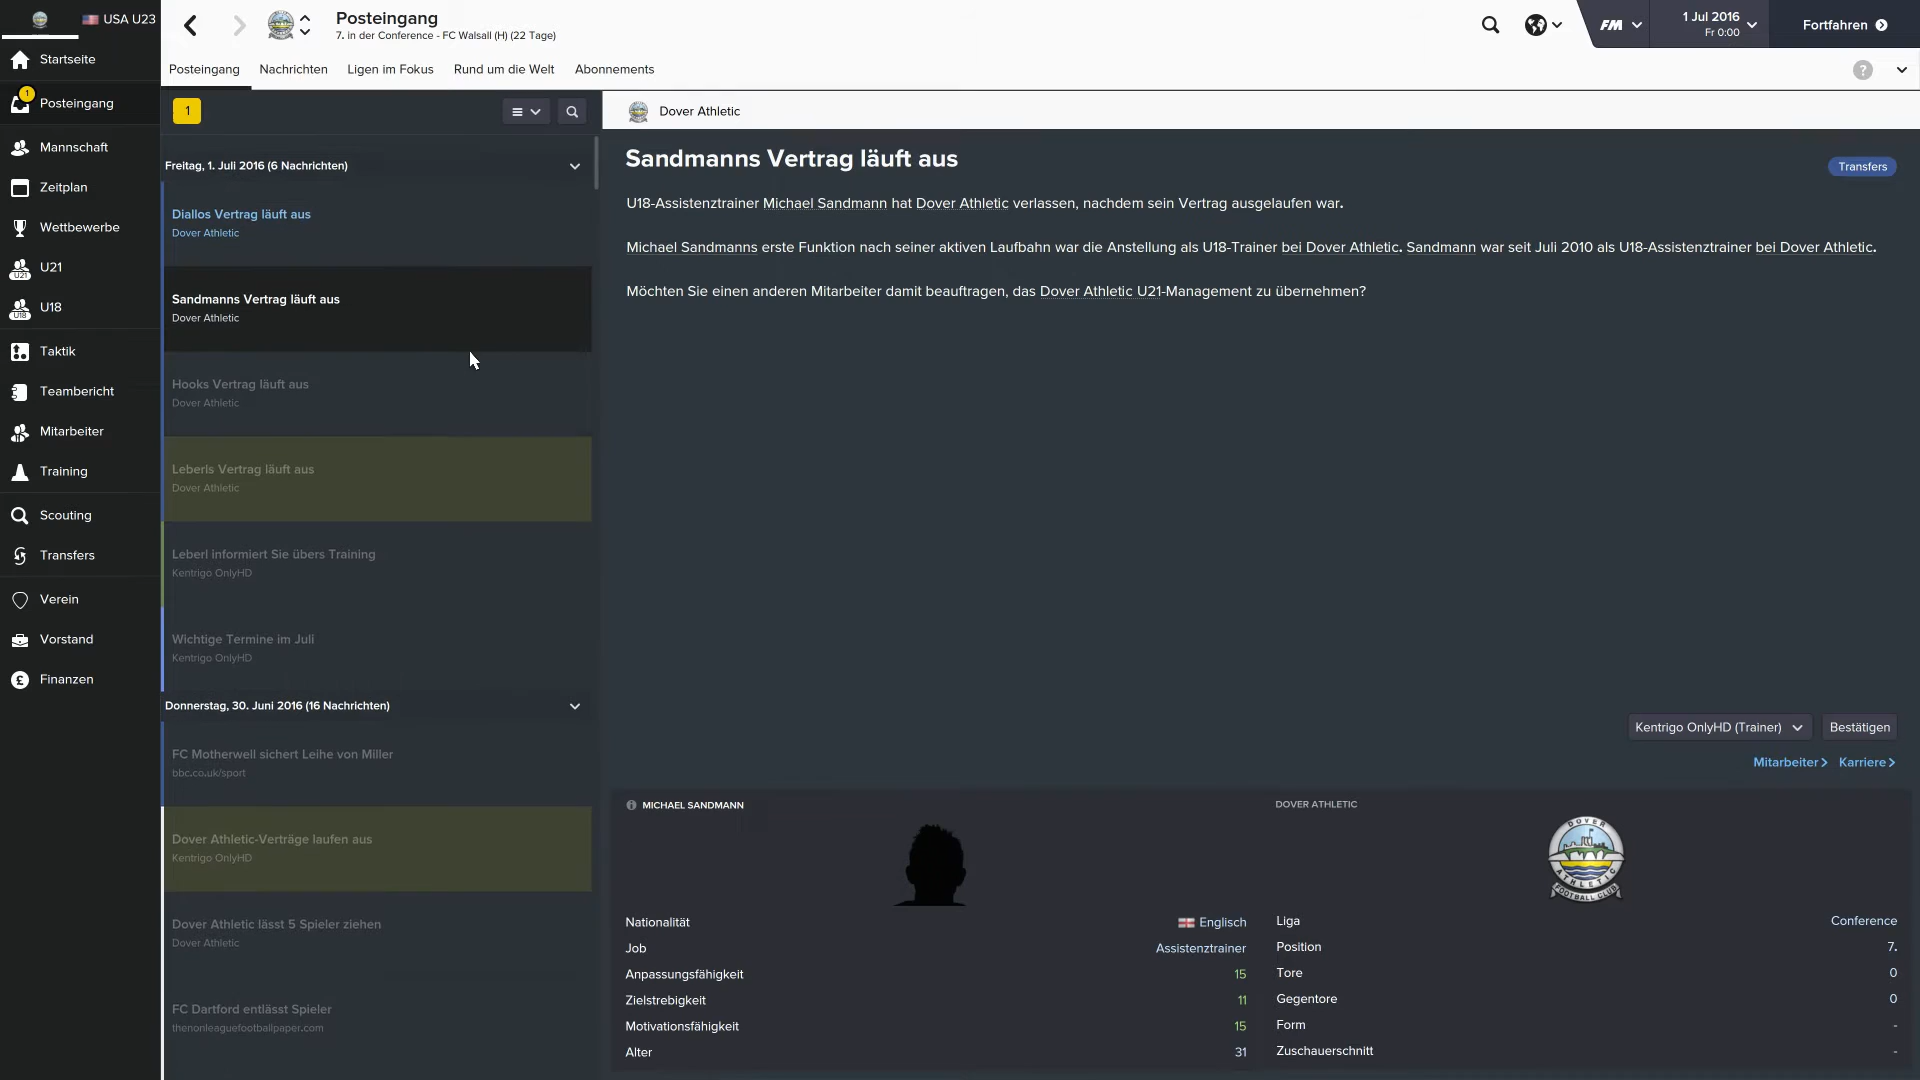 USA U23
Posteingang
7. in der Conference - FC Walsall (H) (22 Tage)
FM
1 Jul 2016
Fr 0:00
Fortfahren
Posteingang
Nachrichten
Ligen im Fokus
Rund um die Welt
Abonnements
?
Startseite
1
Posteingang
Mannschaft
Zeitplan
Wettbewerbe
U21
U21
U18
U18
Taktik
Teambericht
Mitarbeiter
Training
Scouting
Transfers
Verein
Vorstand
Finanzen
1
Freitag, 1. Juli 2016 (6 Nachrichten)
Diallos Vertrag läuft aus
Dover Athletic
Sandmanns Vertrag läuft aus
Dover Athletic
Hooks Vertrag läuft aus
Dover Athletic
Leberls Vertrag läuft aus
Dover Athletic
Leberl informiert Sie übers Training
Kentrigo OnlyHD
Wichtige Termine im Juli
Kentrigo OnlyHD
Donnerstag, 30. Juni 2016 (16 Nachrichten)
FC Motherwell sichert Leihe von Miller
bbc.co.uk/sport
Dover Athletic-Verträge laufen aus
Kentrigo OnlyHD
Dover Athletic lässt 5 Spieler ziehen
Dover Athletic
FC Dartford entlässt Spieler
thenonleaguefootballpaper.com
Dover Athletic
Sandmanns Vertrag läuft aus
Transfers
U18-Assistenztrainer Michael Sandmann hat Dover Athletic verlassen, nachdem sein Vertrag ausgelaufen war.
Michael Sandmanns erste Funktion nach seiner aktiven Laufbahn war die Anstellung als U18-Trainer bei Dover Athletic. Sandmann war seit Juli 2010 als U18-Assistenztrainer bei Dover Athletic.
Möchten Sie einen anderen Mitarbeiter damit beauftragen, das Dover Athletic U21-Management zu übernehmen?
Kentrigo OnlyHD (Trainer)
Bestätigen
Mitarbeiter
Karriere
MICHAEL SANDMANN
Nationalität Englisch
Job Assistenztrainer
Anpassungsfähigkeit 15
Zielstrebigkeit 11
Motivationsfähigkeit 15
Alter 31
DOVER ATHLETIC
DOVER
ATHLETIC
FOOTBALL CLUB
Liga Conference
Position 7.
Tore 0
Gegentore 0
Form -
Zuschauerschnitt -